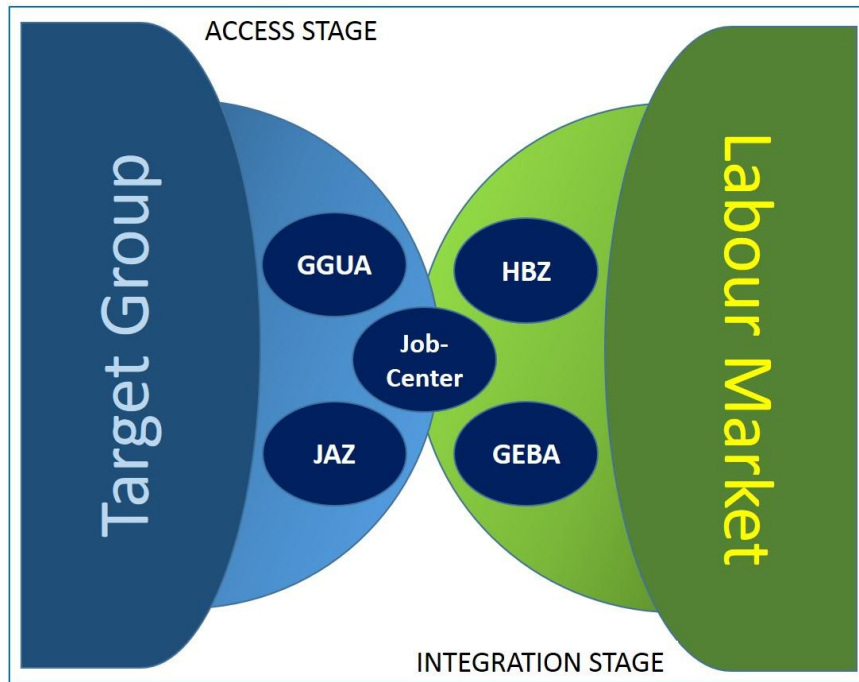 ACCESS STAGE
Target Group
GGUA
HBZ
Job-
Center
JAZ
GEBA
Labour Market
INTEGRATION STAGE